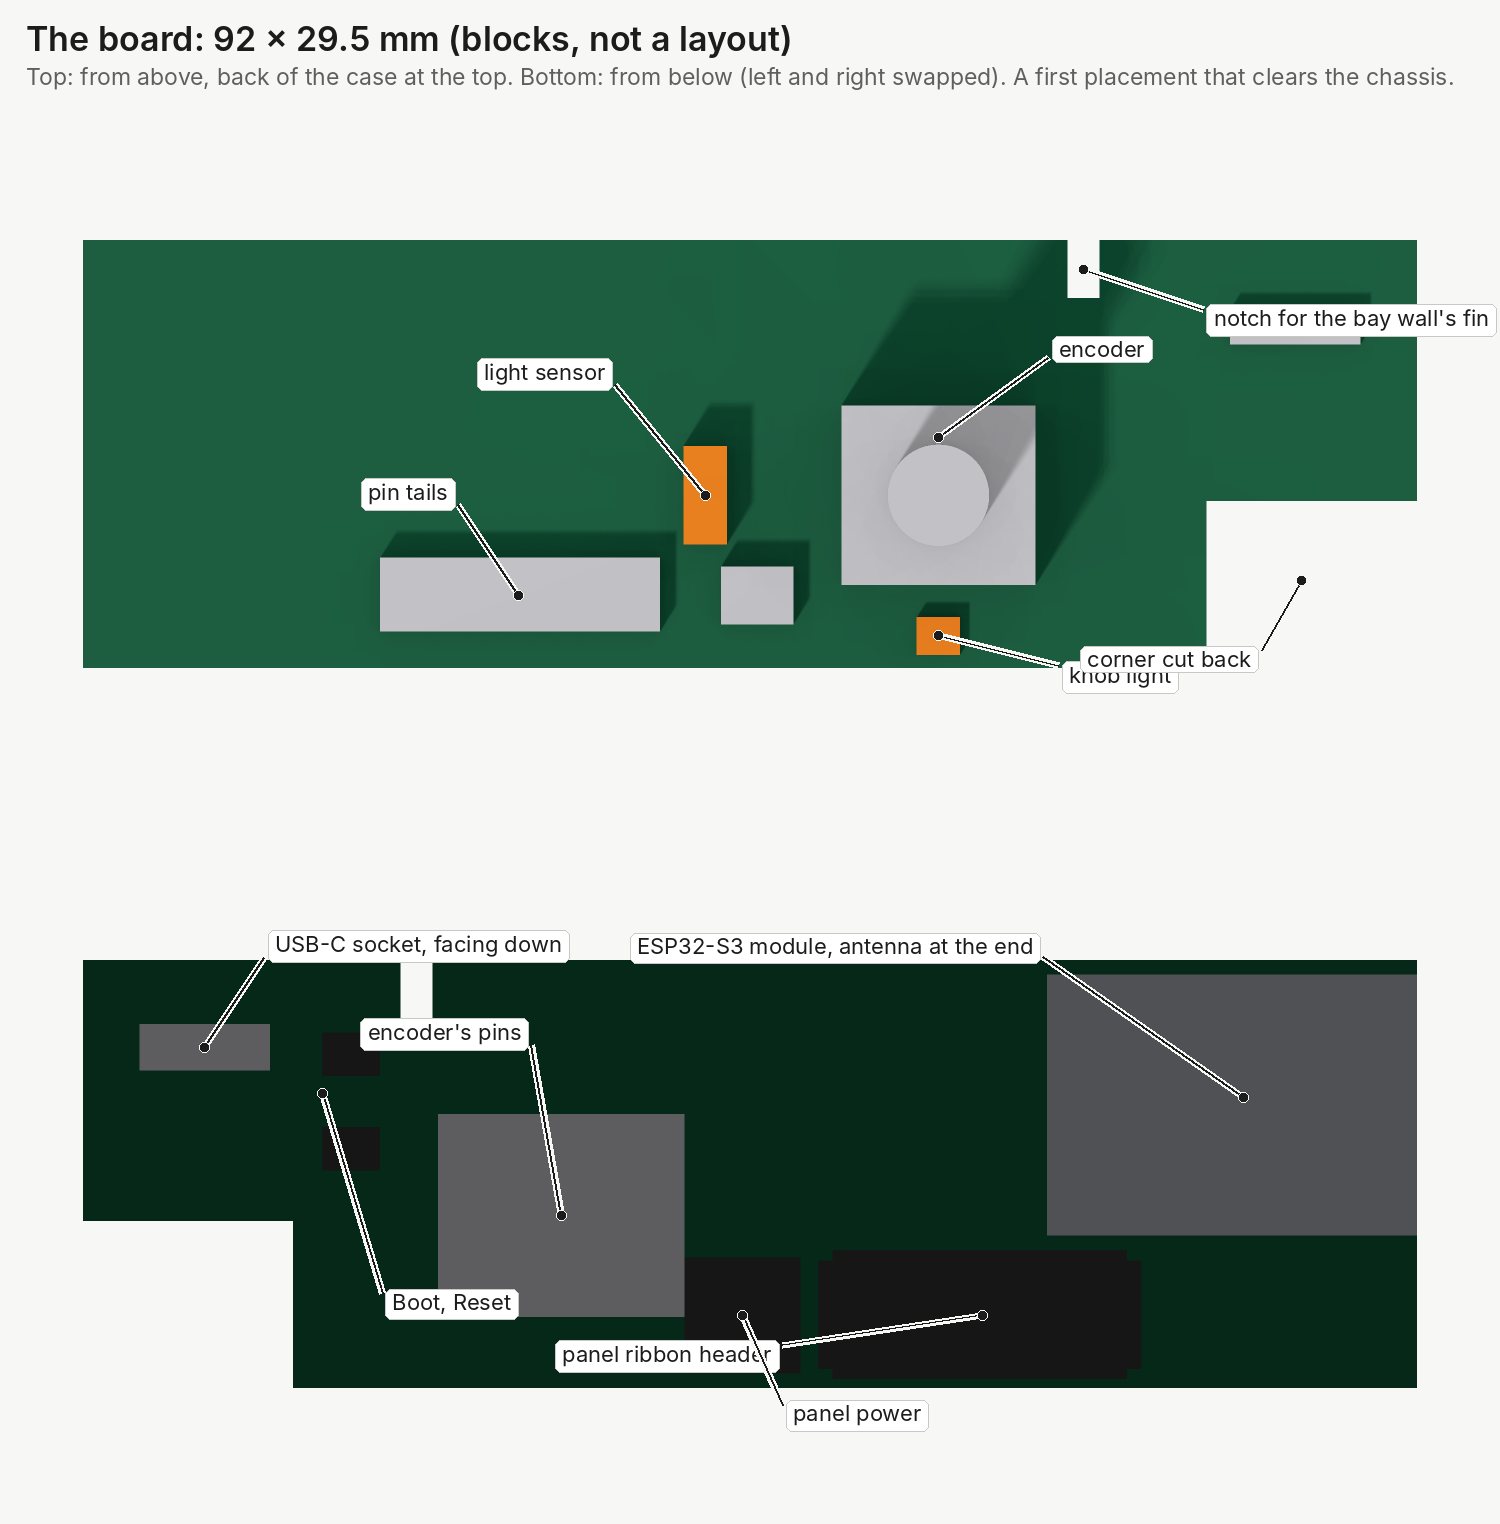 The board: 92 × 29.5 mm (blocks, not a layout)
Top: from above, back of the case at the top. Bottom: from below (left and right swapped). A first placement that clears the chassis.
notch for the bay wall's fin
encoder
light sensor
pin tails
corner cut back
knob light
USB-C socket, facing down
ESP32-S3 module, antenna at the end
encoder's pins
Boot, Reset
panel ribbon header
panel power